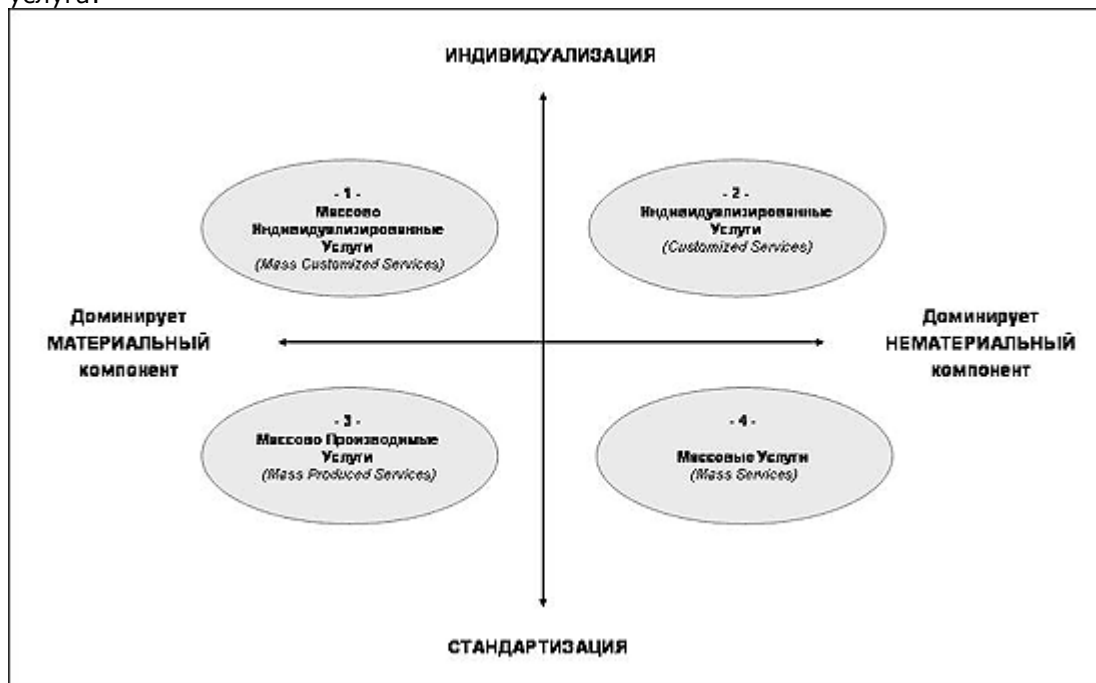 услуга.
ИНДИВИДУАЛИЗАЦИЯ
- 1 -
Массово
Индивидуализированные
Услуги
(Mass Customized Services)
- 2 -
Индивидуализированные
Услуги
(Customized Services)
Доминирует
МАТЕРИАЛЬНЫЙ
компонент
Доминирует
НЕМАТЕРИАЛЬНЫЙ
компонент
- 3 -
Массово Производимые
Услуги
(Mass Produced Services)
- 4 -
Массовые Услуги
(Mass Services)
СТАНДАРТИЗАЦИЯ